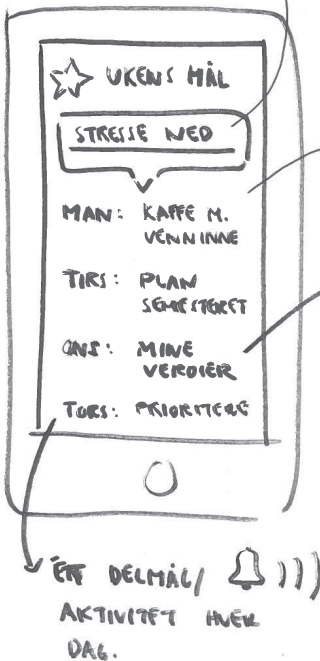 UKENS MÅL
STRESSE NED
MAN: KAFFE M.
VENNINNE
TIRS: PLAN
SEMESTERET
ONS: MINE
VERDIER
TORS: PRIORITERE
ÉTT DELMÅL/
AKTIVITET HVER
DAG.